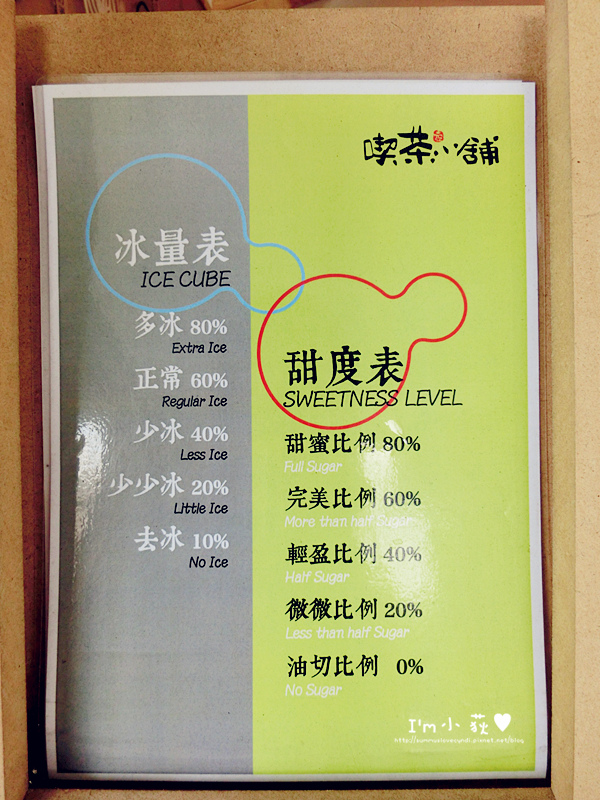 喫茶小舖
冰量表
ICE CUBE
多冰 80%
Extra Ice
正常 60%
Regular Ice
少冰 40%
Less Ice
少少冰 20%
Little Ice
去冰 10%
No Ice
甜度表
SWEETNESS LEVEL
甜蜜比例 80%
Full Sugar
完美比例 60%
More than half Sugar
輕盈比例 40%
Half Sugar
微微比例 20%
Less than half Sugar
油切比例 0%
No Sugar
I'm 小荻